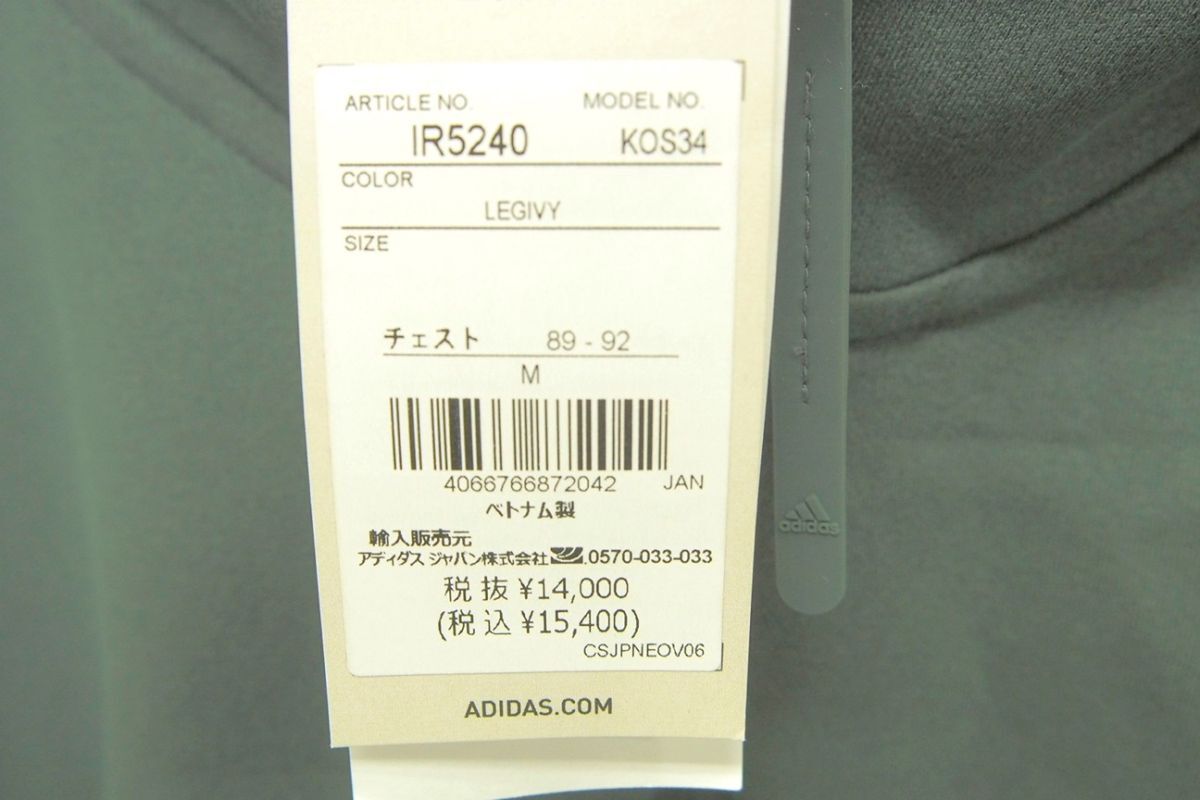 ARTICLE NO. MODEL NO.
IR5240 KOS34
COLOR
LEGIVY
SIZE
チェスト 89 - 92
M
4066766872042 JAN
ベトナム製
輸入販売元
アディダス ジャパン株式会社 .0570-033-033
税抜 ¥14,000
(税込 ¥15,400)
CSJPNEOV06
ADIDAS.COM
adidas